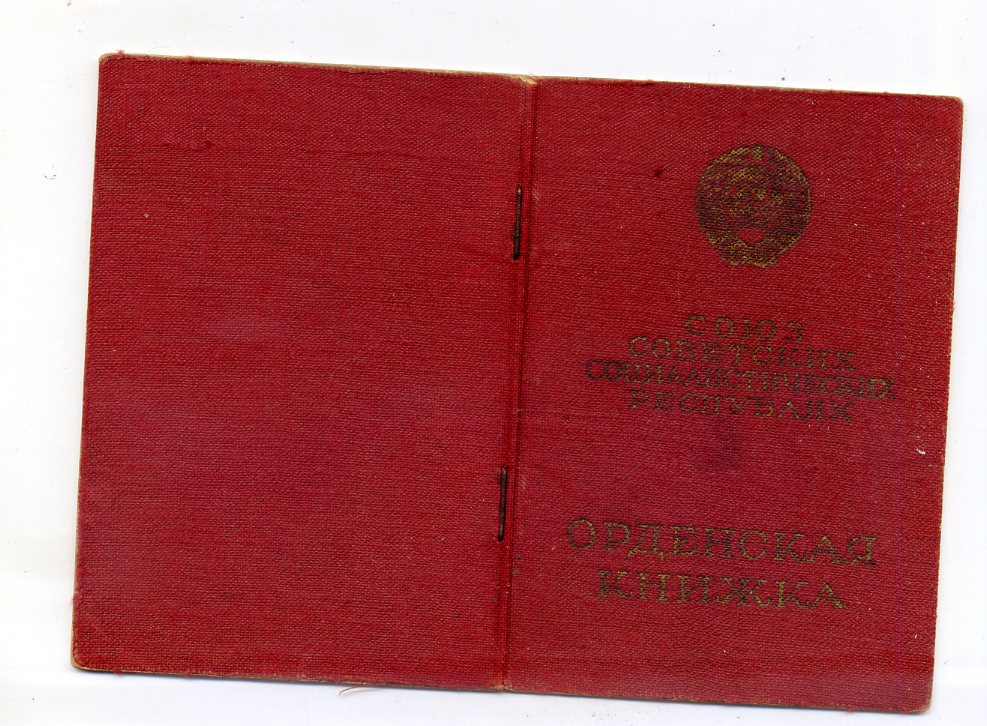 СОЮЗ
СОВЕТСКИХ
СОЦИАЛИСТИЧЕСКИХ
РЕСПУБЛИК
ОРДЕНСКАЯ
КНИЖКА